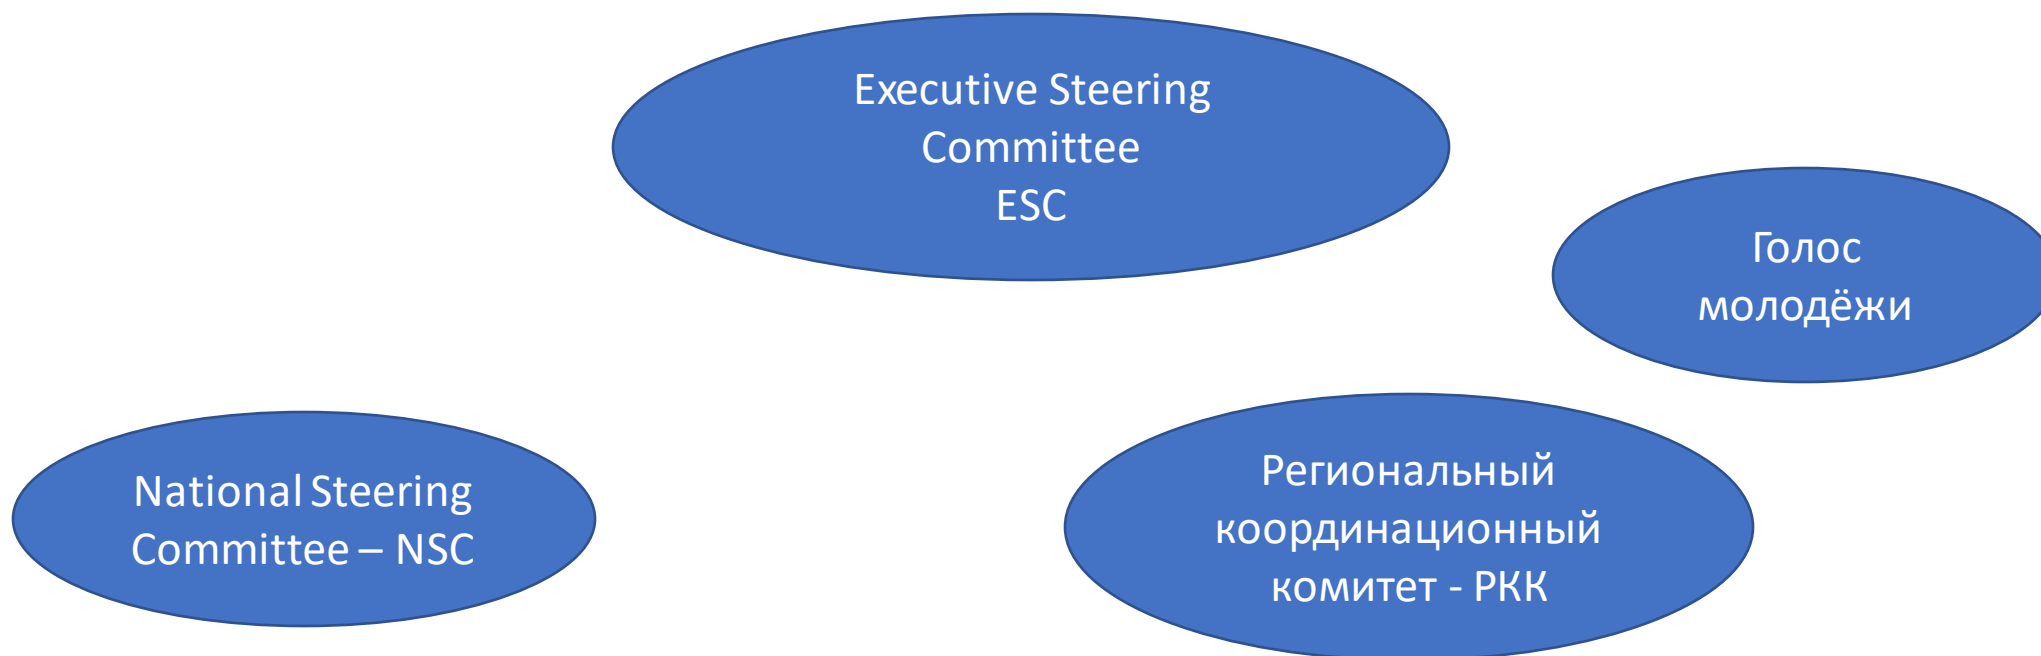 Executive Steering
Committee
ESC
Голос
молодёжи
National Steering
Committee – NSC
Региональный
координационный
комитет - РКК